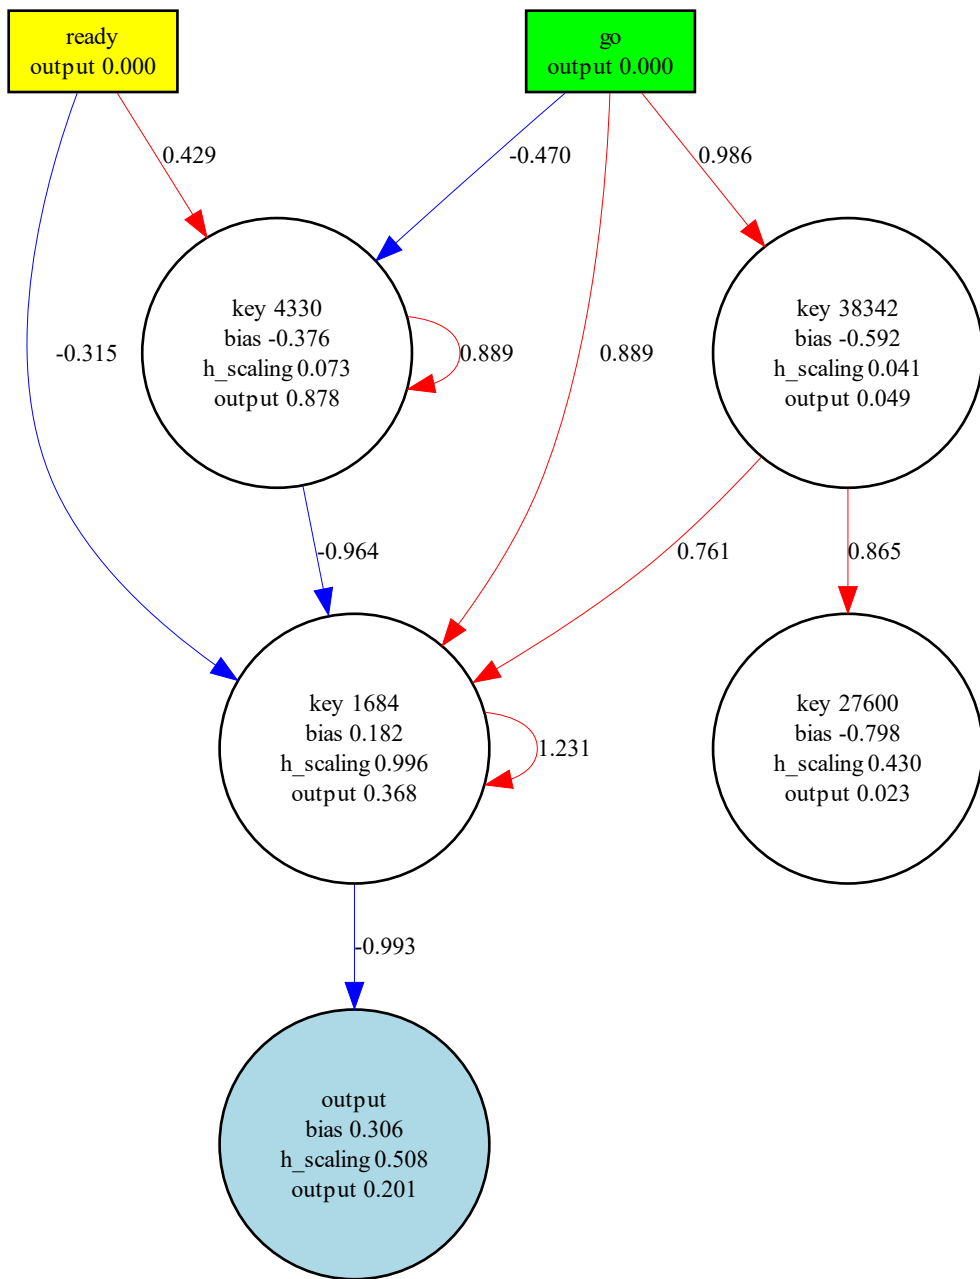 ready
output 0.000
go
output 0.000
0.429
-0.470
0.986
key 4330
bias -0.376
h_scaling 0.073
output 0.878
key 38342
bias -0.592
h_scaling 0.041
output 0.049
-0.315
0.889
0.889
-0.964
0.761
0.865
key 1684
bias 0.182
h_scaling 0.996
output 0.368
1.231
key 27600
bias -0.798
h_scaling 0.430
output 0.023
-0.993
output
bias 0.306
h_scaling 0.508
output 0.201